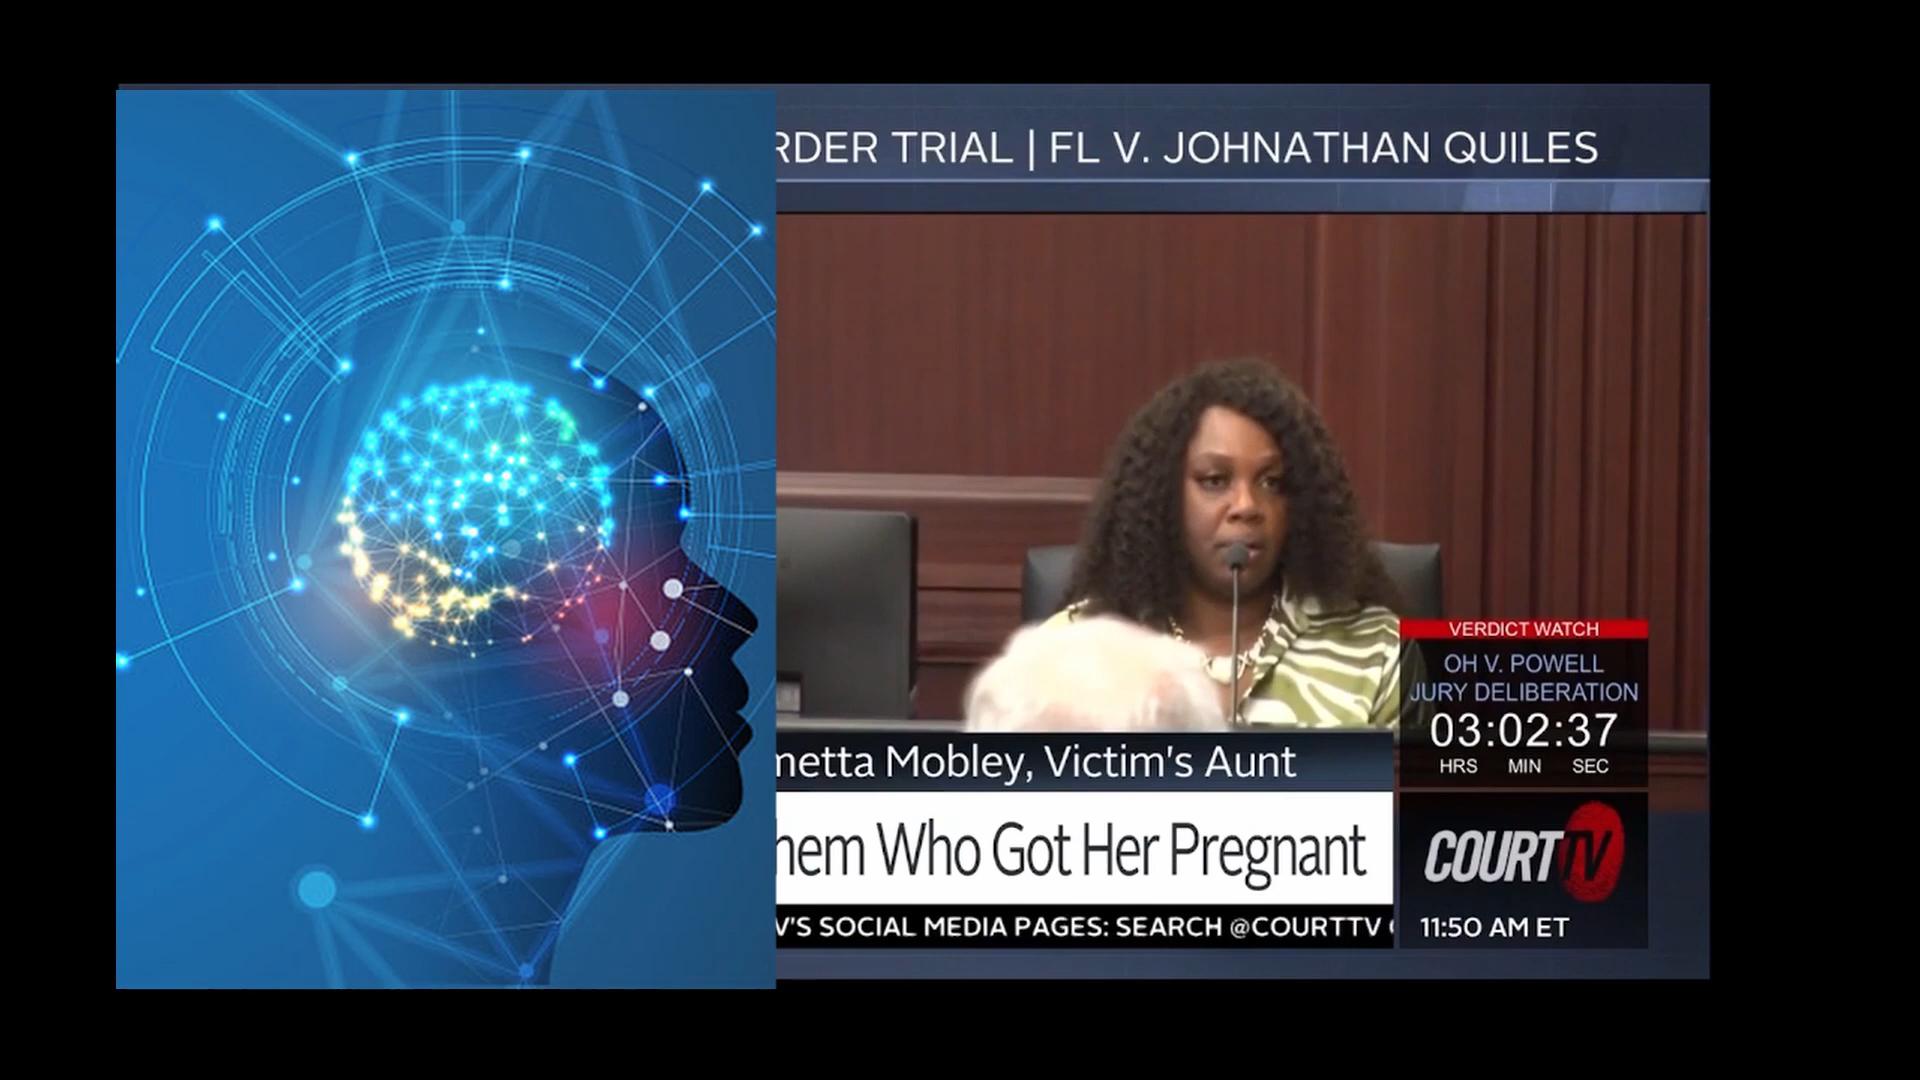 RDER TRIAL | FL V. JOHNATHAN QUILES
VERDICT WATCH
OH V. POWELL
JURY DELIBERATION
03:02:37
HRS MIN SEC
metta Mobley, Victim's Aunt
hem Who Got Her Pregnant
COURT TV
V'S SOCIAL MEDIA PAGES: SEARCH @COURTTV
11:50 AM ET